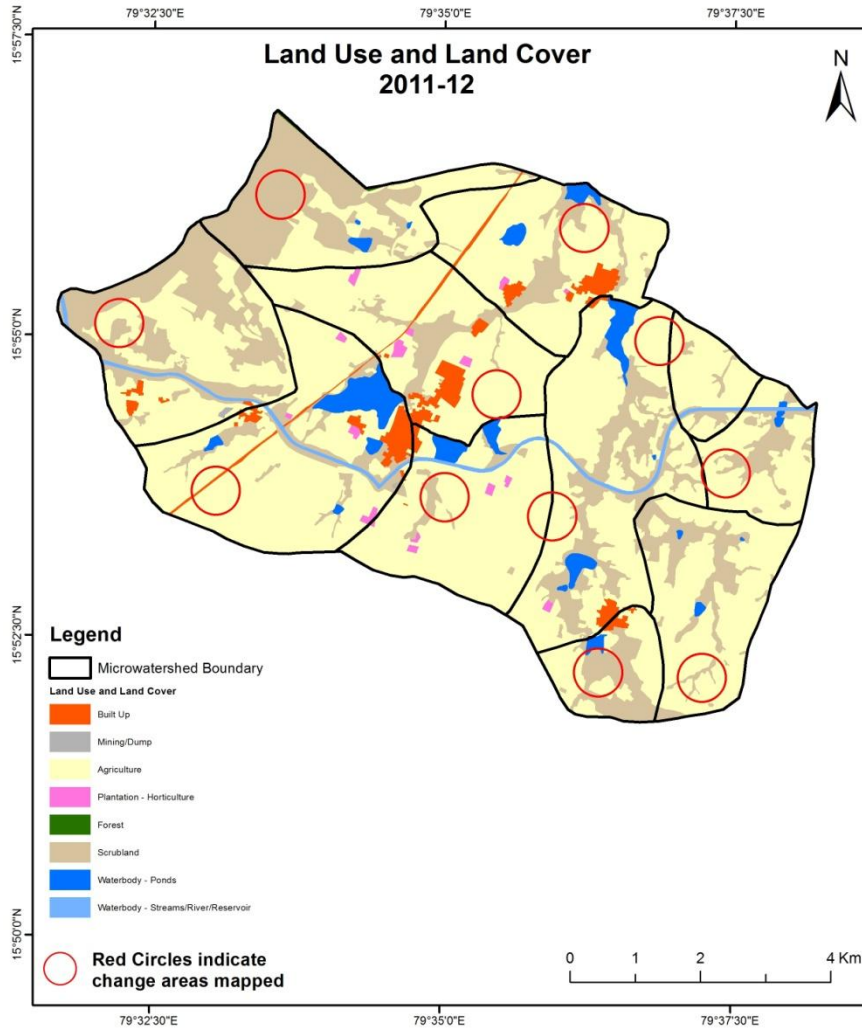 79°32'30"E
79°35'0"E
79°37'30"E
15°57'30"N
Land Use and Land Cover
2011-12
N
15°55'0"N
15°52'30"N
Legend
Microwatershed Boundary
Land Use and Land Cover
Built Up
Mining/Dump
Agriculture
Plantation - Horticulture
Forest
Scrubland
Waterbody - Ponds
Waterbody - Streams/River/Reservoir
15°50'0"N
Red Circles indicate
change areas mapped
0 1 2 4 Km
79°32'30"E
79°35'0"E
79°37'30"E